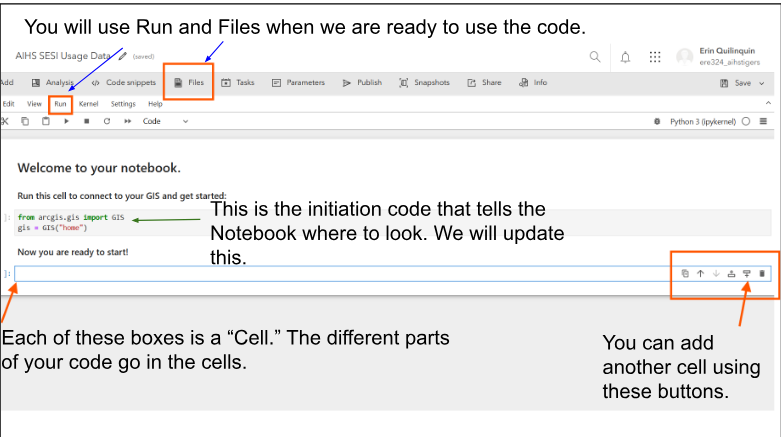 You will use Run and Files when we are ready to use the code.
AIHS SESI Usage Data (saved)
Erin Quilinquin
ere324_aihstigers
Add Analysis Code snippets Files Tasks Parameters Publish Snapshots Share Info Save
Edit View Run Kernel Settings Help
Code Python 3 (ipykernel)
Welcome to your notebook.
Run this cell to connect to your GIS and get started:
]: from arcgis.gis import GIS
gis = GIS("home")
This is the initiation code that tells the
Notebook where to look. We will update
this.
Now you are ready to start!
]:
Each of these boxes is a “Cell.” The different parts
of your code go in the cells.
You can add
another cell using
these buttons.